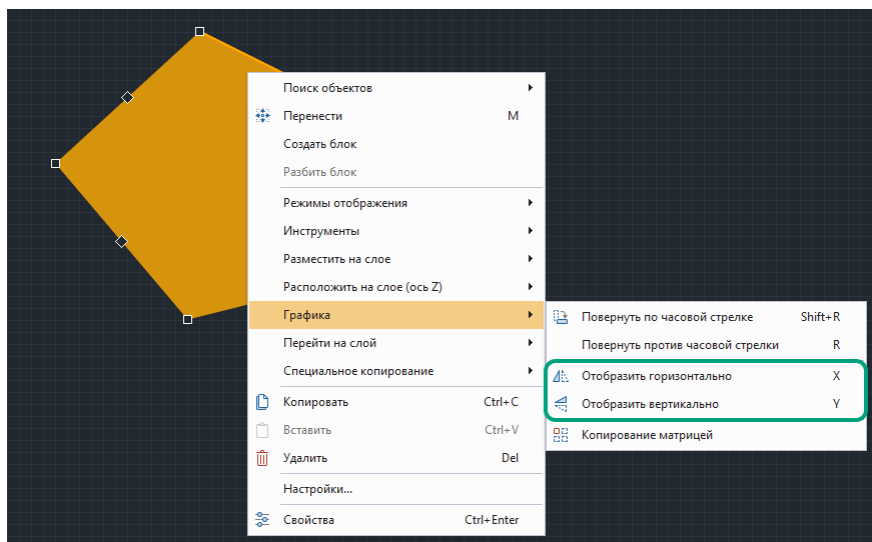 Поиск объектов
Перенести M
Создать блок
Разбить блок
Режимы отображения
Инструменты
Разместить на слое
Расположить на слое (ось Z)
Графика
Перейти на слой
Специальное копирование
Копировать Ctrl+C
Вставить Ctrl+V
Удалить Del
Настройки...
Свойства Ctrl+Enter
Повернуть по часовой стрелке Shift+R
Повернуть против часовой стрелки R
Отобразить горизонтально X
Отобразить вертикально Y
Копирование матрицей